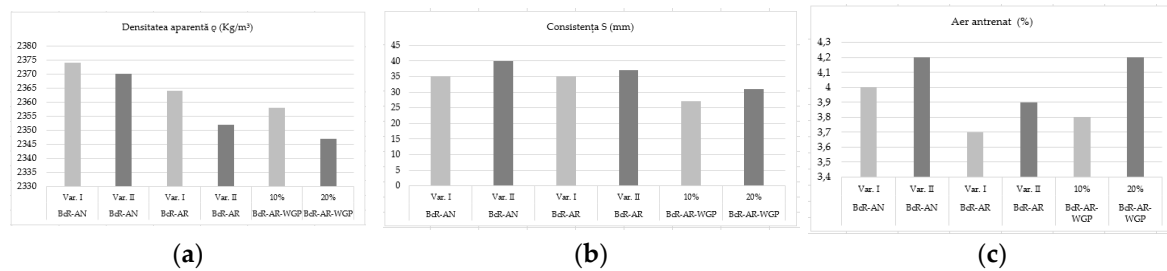 Densitatea aparentă ρ (Kg/m³)
2380
2375
2370
2365
2360
2355
2350
2345
2340
2335
2330
Var. I Var. II Var. I Var. II 10% 20%
BcR-AN BcR-AN BcR-AR BcR-AR BcR-AR-WGP BcR-AR-WGP
(a)
Consistența S (mm)
45
40
35
30
25
20
15
10
5
0
Var. I Var. II Var. I Var. II 10% 20%
BcR-AN BcR-AN BcR-AR BcR-AR BcR-AR-WGP BcR-AR-WGP
(b)
Aer antrenat (%)
4,3
4,2
4,1
4
3,9
3,8
3,7
3,6
3,5
3,4
Var. I Var. II Var. I Var. II 10% 20%
BcR-AN BcR-AN BcR-AR BcR-AR BcR-AR- BcR-AR-
WGP WGP
(c)